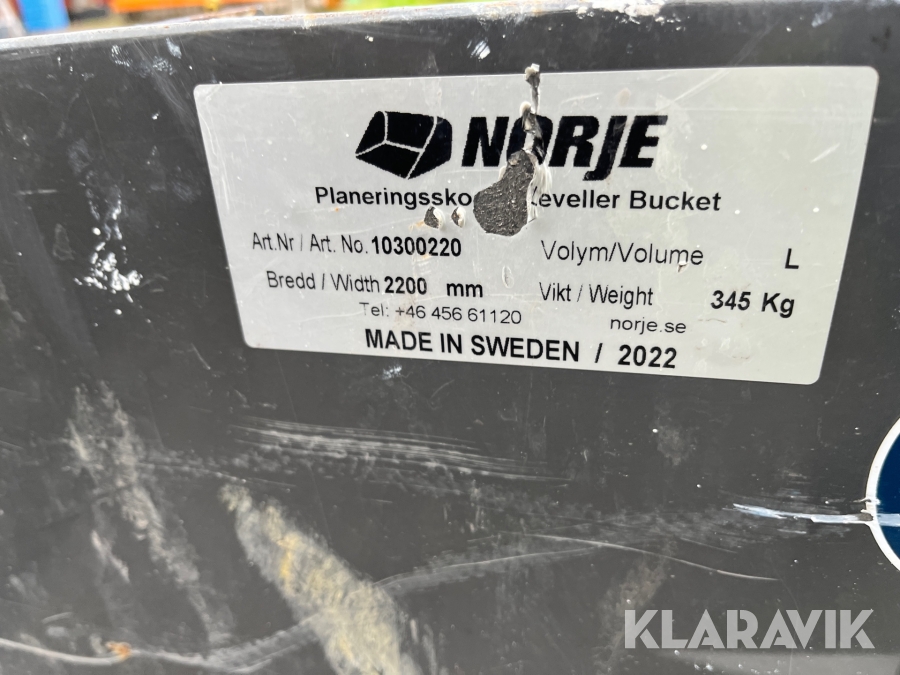 NORJE
Planeringssko Leveller Bucket
Art.Nr / Art. No. 10300220 Volym/Volume L
Bredd / Width 2200 mm Vikt / Weight 345 Kg
Tel: +46 456 61120 norje.se
MADE IN SWEDEN / 2022
KLARAVIK